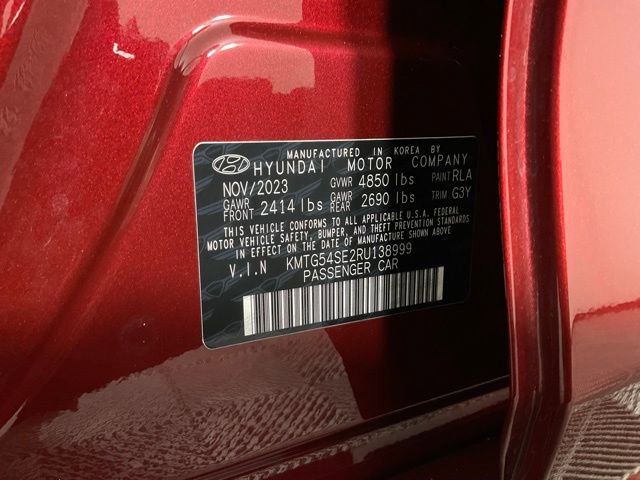 MANUFACTURED IN KOREA BY
HYUNDAI MOTOR COMPANY
NOV/2023 GVWR 4850 lbs PAINT RLA
GAWR FRONT 2414 lbs GAWR REAR 2690 lbs TRIM G3Y
THIS VEHICLE CONFORMS TO ALL APPLICABLE U.S.A. FEDERAL
MOTOR VEHICLE SAFETY, BUMPER, AND THEFT PREVENTION STANDARDS
IN EFFECT ON THE DATE OF MANUFACTURE SHOWN ABOVE.
V.I.N KMTG54SE2RU138999
PASSENGER CAR